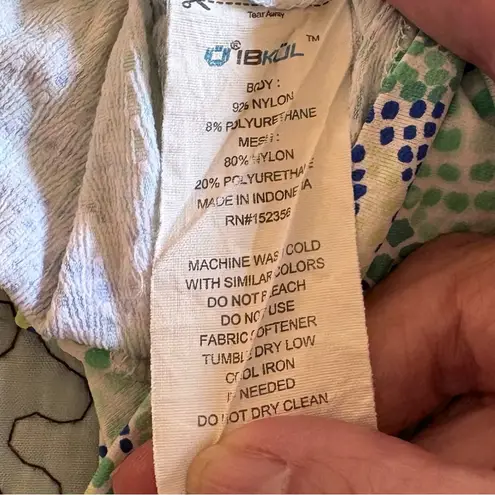 Tear Away
IBKÜL™
BODY :
92% NYLON
8% POLYURETHANE
MESH :
80% NYLON
20% POLYURETHANE
MADE IN INDONESIA
RN#152356
MACHINE WASH COLD
WITH SIMILAR COLORS
DO NOT BLEACH
DO NOT USE
FABRIC SOFTENER
TUMBLE DRY LOW
COOL IRON
IF NEEDED
DO NOT DRY CLEAN